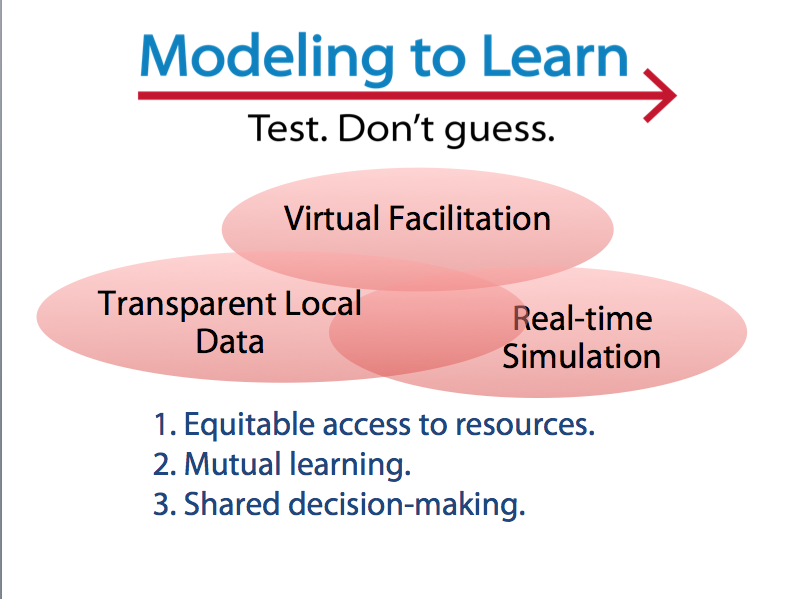 Modeling to Learn
Test. Don’t guess.
Virtual Facilitation
Transparent Local
Data
Real-time
Simulation
1. Equitable access to resources.
2. Mutual learning.
3. Shared decision-making.